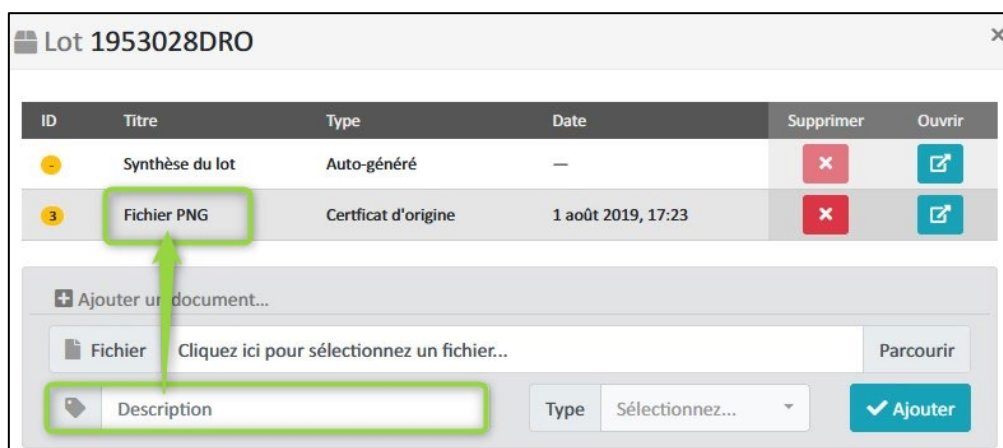 Lot 1953028DRO ×
ID Titre Type Date Supprimer Ouvrir
- Synthèse du lot Auto-généré —
3 Fichier PNG Certficat d'origine 1 août 2019, 17:23
Ajouter un document...
Fichier Cliquez ici pour sélectionnez un fichier... Parcourir
Description Type Sélectionnez... Ajouter